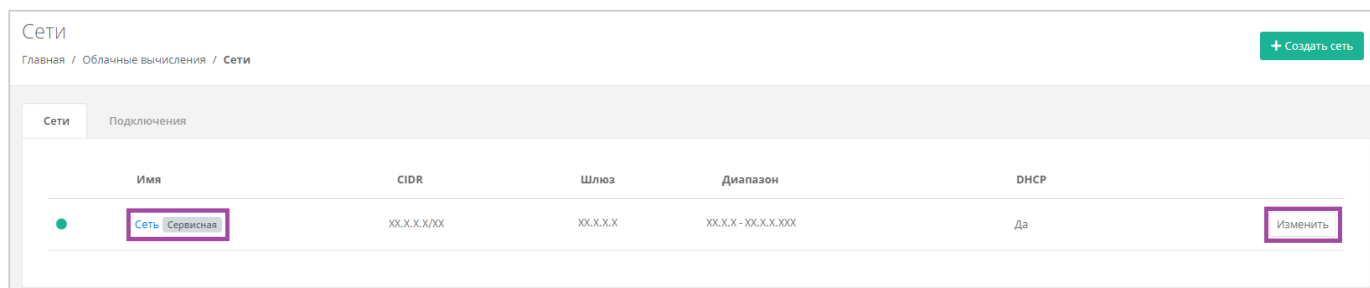 Сети
+ Создать сеть
Главная / Облачные вычисления / Сети
Сети Подключения
Имя CIDR Шлюз Диапазон DHCP
Сеть Сервисная XX.X.X.X/XX XX.X.X.X XX.X.X - XX.X.X.XXX Да Изменить